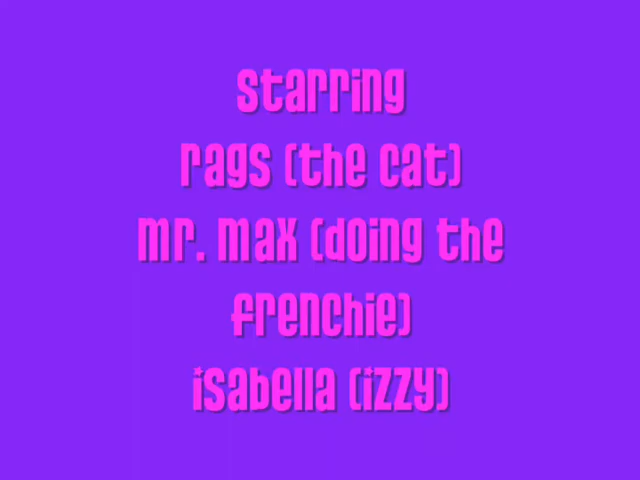 starring
rags (the cat)
mr. max (doing the
frenchie)
isabella (izzy)